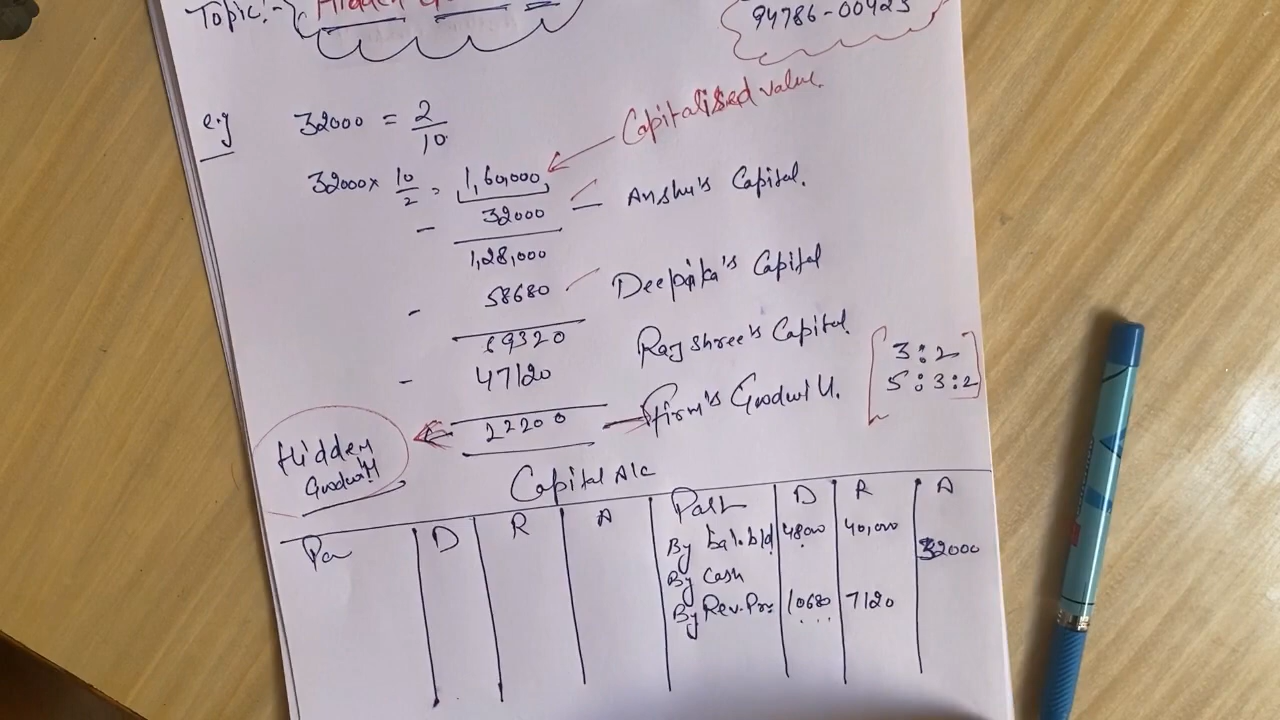 Topic:- Hidden
94786-00423
e.g 32000 = 2/10
Capitalised value.
32000 x 10/2 = 1,60,000
- 32000 - Anshu's Capital.
1,28,000
- 58680 Deepika's Capital
69320 Rajshree's Capital.
- 47120
22200 Firm's Goodwill.
3:2
5:3:2
Hidden
Goodwill
Capital A/c
Pa D R A Part D R A
By bal. b/d 48000 40,000 32000
By Cash
By Rev. Pr. 10680 7120